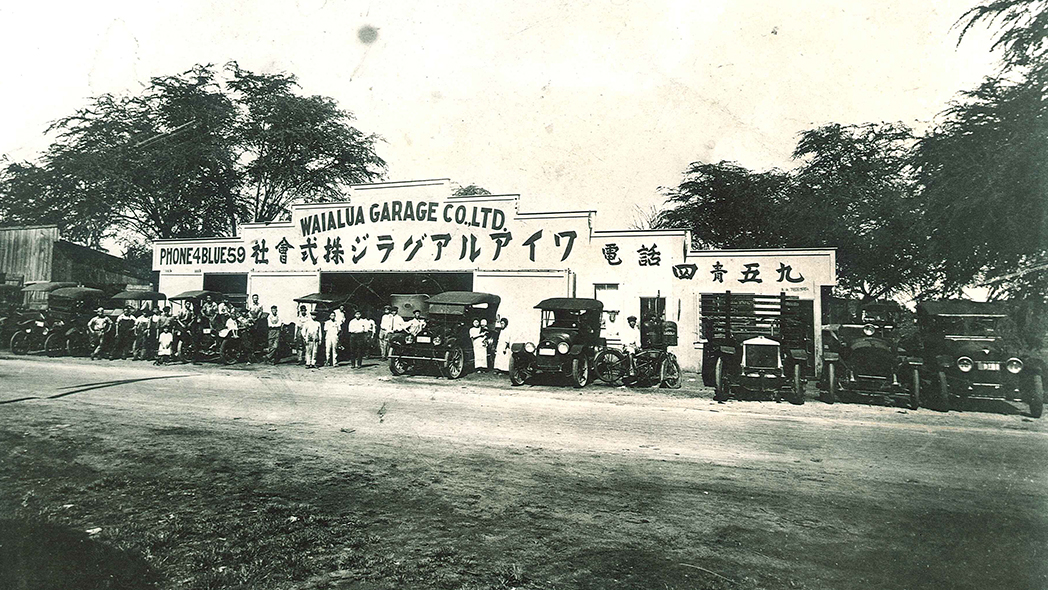 WAIALUA GARAGE CO., LTD.
PHONE 4 BLUE 59
ワイアルアグラジ株式會社
電話
四青五九